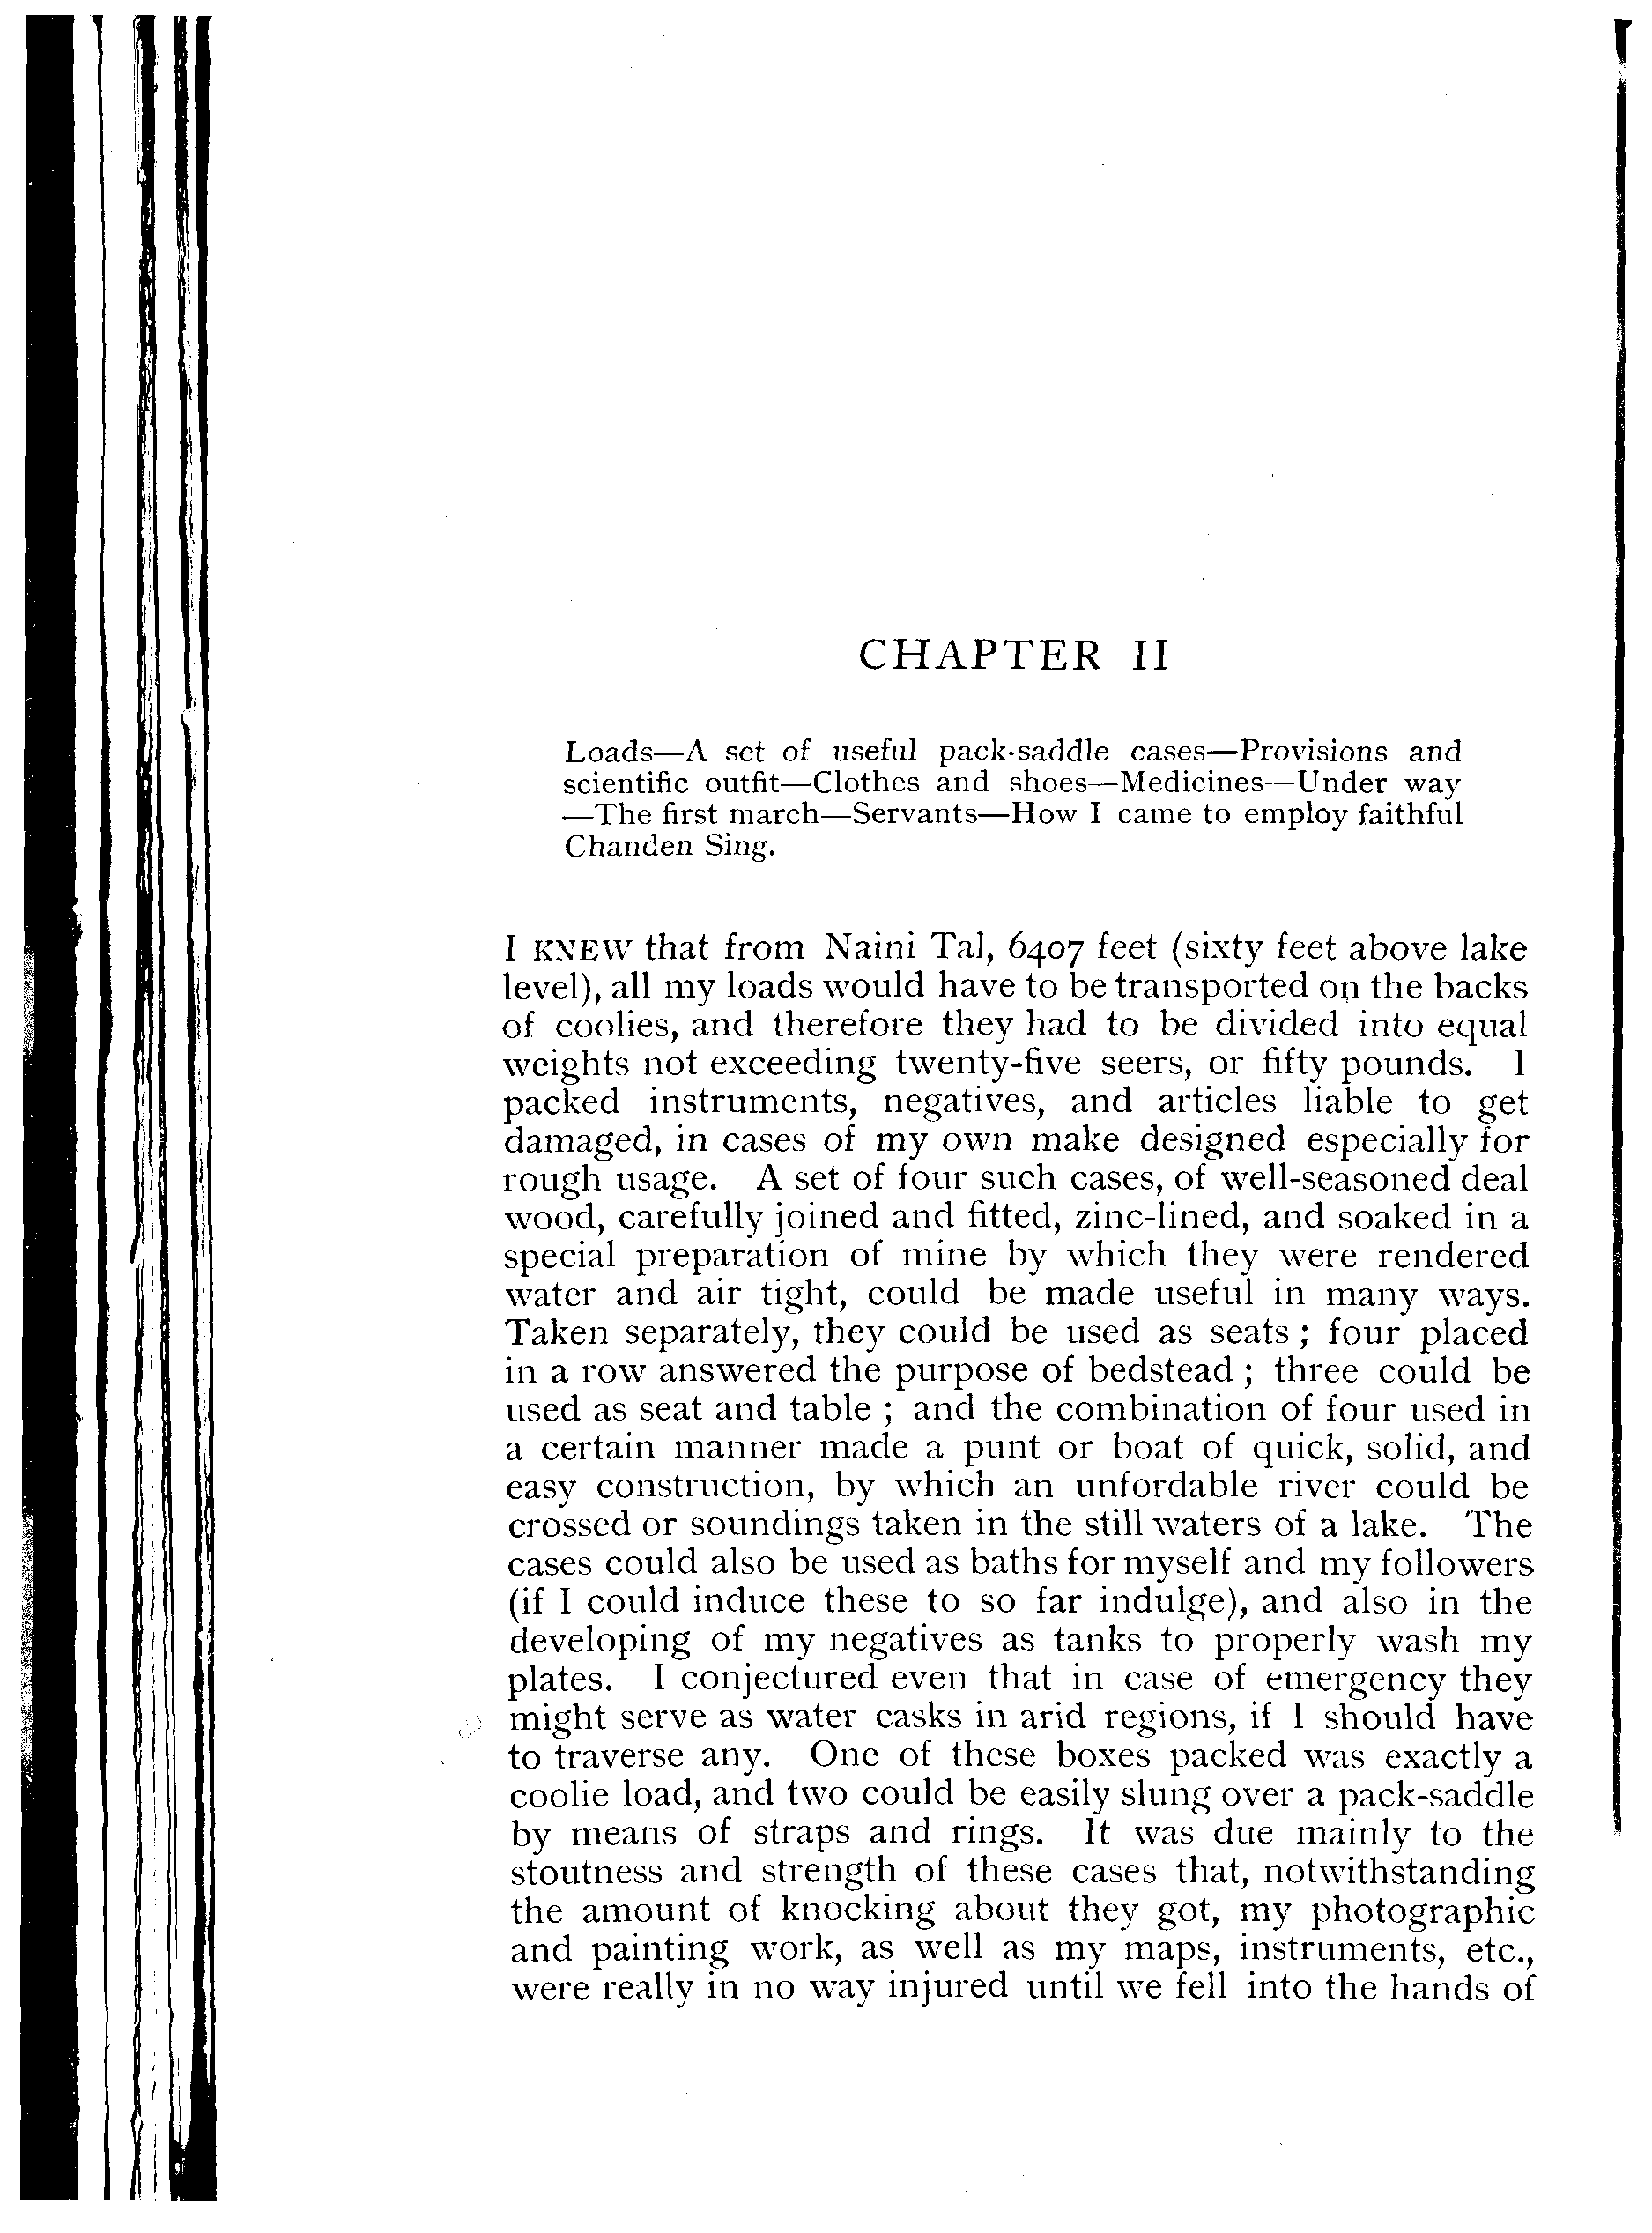 CHAPTER II
Loads—A set of useful pack-saddle cases—Provisions and
scientific outfit—Clothes and shoes—Medicines—Under way
—The first march—Servants—How I came to employ faithful
Chanden Sing.
I KNEW that from Naini Tal, 6407 feet (sixty feet above lake
level), all my loads would have to be transported on the backs
of coolies, and therefore they had to be divided into equal
weights not exceeding twenty-five seers, or fifty pounds. I
packed instruments, negatives, and articles liable to get
damaged, in cases of my own make designed especially for
rough usage. A set of four such cases, of well-seasoned deal
wood, carefully joined and fitted, zinc-lined, and soaked in a
special preparation of mine by which they were rendered
water and air tight, could be made useful in many ways.
Taken separately, they could be used as seats ; four placed
in a row answered the purpose of bedstead ; three could be
used as seat and table ; and the combination of four used in
a certain manner made a punt or boat of quick, solid, and
easy construction, by which an unfordable river could be
crossed or soundings taken in the still waters of a lake. The
cases could also be used as baths for myself and my followers
(if I could induce these to so far indulge), and also in the
developing of my negatives as tanks to properly wash my
plates. I conjectured even that in case of emergency they
might serve as water casks in arid regions, if I should have
to traverse any. One of these boxes packed was exactly a
coolie load, and two could be easily slung over a pack-saddle
by means of straps and rings. It was due mainly to the
stoutness and strength of these cases that, notwithstanding
the amount of knocking about they got, my photographic
and painting work, as well as my maps, instruments, etc.,
were really in no way injured until we fell into the hands of